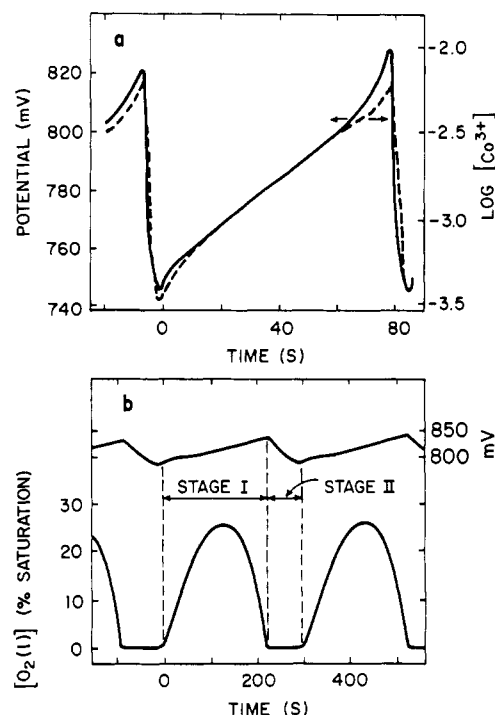 a
POTENTIAL (mV)
820
800
780
760
740
-2.0
-2.5
-3.0
-3.5
LOG [Co³⁺]
0 40 80
TIME (S)
b
850
800
mV
STAGE I
STAGE II
[O₂(l)] (% SATURATION)
30
20
10
0
0 200 400
TIME (S)